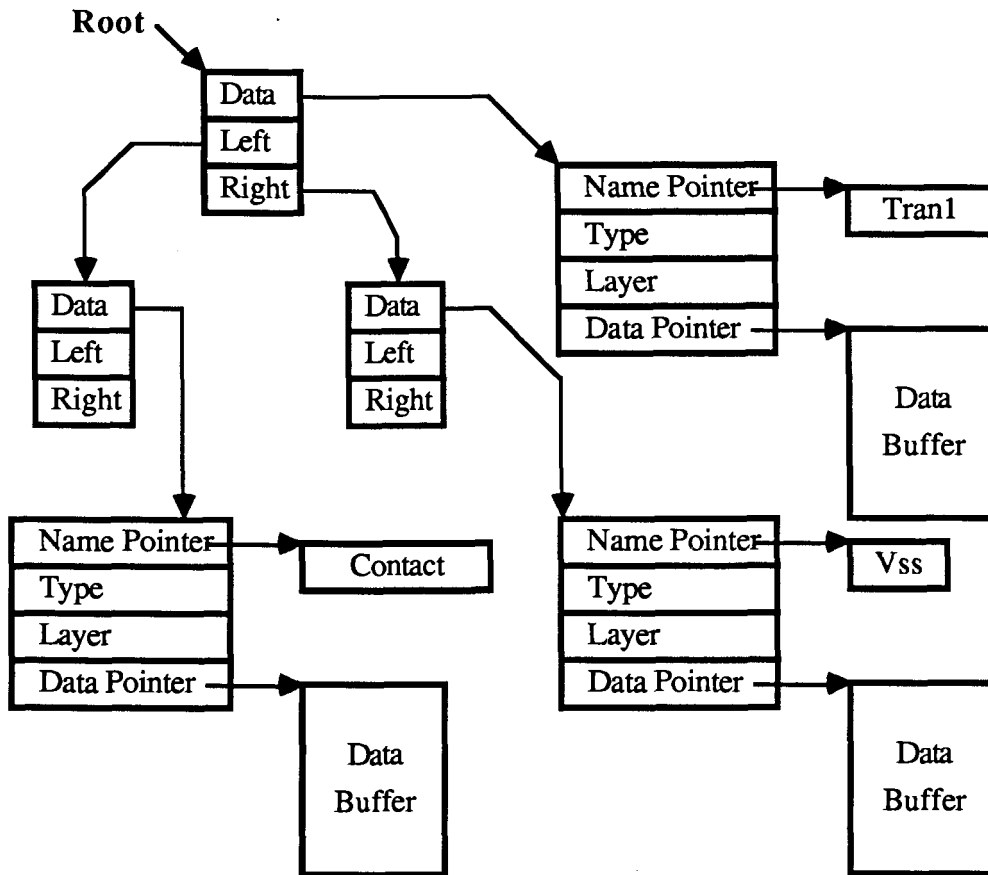 Root
Data
Left
Right
Name Pointer
Type
Layer
Data Pointer
Tran1
Data
Buffer
Data
Left
Right
Data
Left
Right
Name Pointer
Type
Layer
Data Pointer
Contact
Data
Buffer
Name Pointer
Type
Layer
Data Pointer
Vss
Data
Buffer